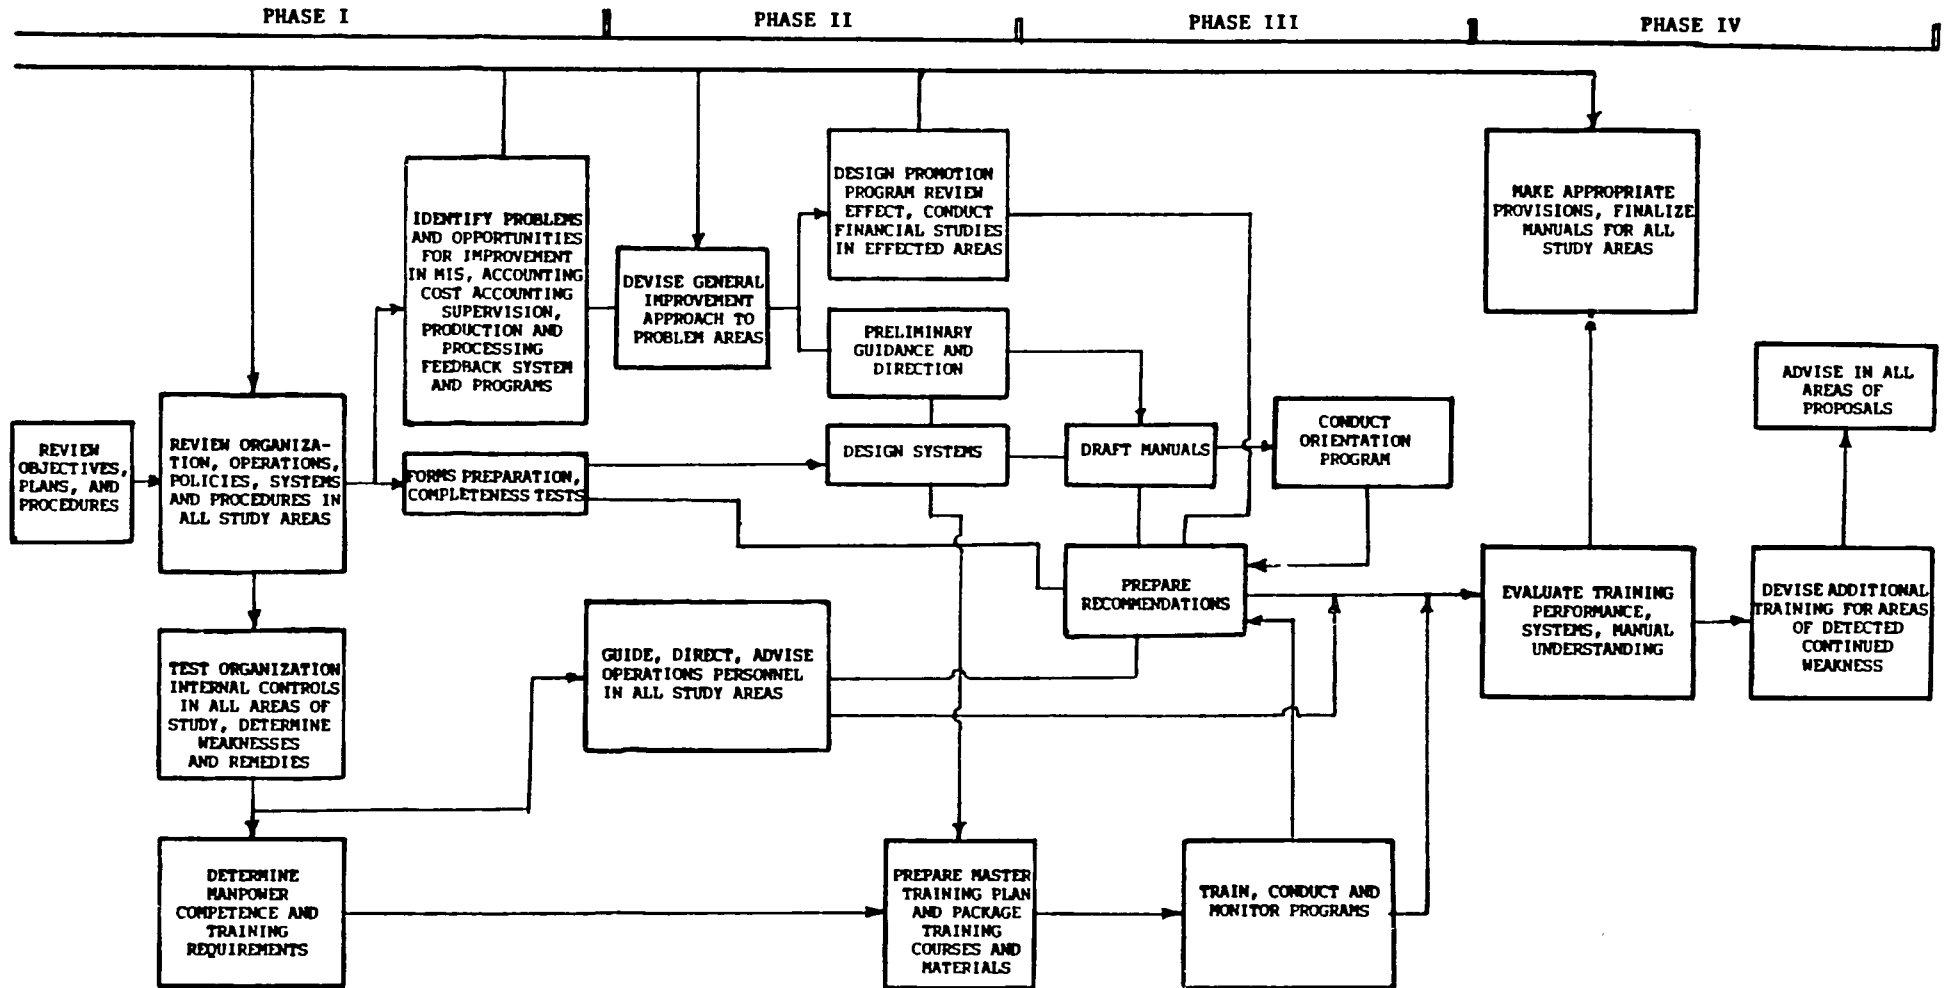 PHASE I
PHASE II
PHASE III
PHASE IV
REVIEW
OBJECTIVES,
PLANS, AND
PROCEDURES
REVIEW ORGANIZA-
TION, OPERATIONS,
POLICIES, SYSTEMS
AND PROCEDURES IN
ALL STUDY AREAS
TEST ORGANIZATION
INTERNAL CONTROLS
IN ALL AREAS OF
STUDY, DETERMINE
WEAKNESSES
AND REMEDIES
DETERMINE
MANPOWER
COMPETENCE AND
TRAINING
REQUIREMENTS
IDENTIFY PROBLEMS
AND OPPORTUNITIES
FOR IMPROVEMENT
IN MIS, ACCOUNTING
COST ACCOUNTING
SUPERVISION,
PRODUCTION AND
PROCESSING
FEEDBACK SYSTEM
AND PROGRAMS
FORMS PREPARATION,
COMPLETENESS TESTS
DEVISE GENERAL
IMPROVEMENT
APPROACH TO
PROBLEM AREAS
GUIDE, DIRECT, ADVISE
OPERATIONS PERSONNEL
IN ALL STUDY AREAS
DESIGN PROMOTION
PROGRAM REVIEW
EFFECT, CONDUCT
FINANCIAL STUDIES
IN EFFECTED AREAS
PRELIMINARY
GUIDANCE AND
DIRECTION
DESIGN SYSTEMS
PREPARE MASTER
TRAINING PLAN
AND PACKAGE
TRAINING
COURSES AND
MATERIALS
DRAFT MANUALS
CONDUCT
ORIENTATION
PROGRAM
PREPARE
RECOMMENDATIONS
TRAIN, CONDUCT AND
MONITOR PROGRAMS
MAKE APPROPRIATE
PROVISIONS, FINALIZE
MANUALS FOR ALL
STUDY AREAS
EVALUATE TRAINING
PERFORMANCE,
SYSTEMS, MANUAL
UNDERSTANDING
ADVISE IN ALL
AREAS OF
PROPOSALS
DEVISE ADDITIONAL
TRAINING FOR AREAS
OF DETECTED
CONTINUED
WEAKNESS